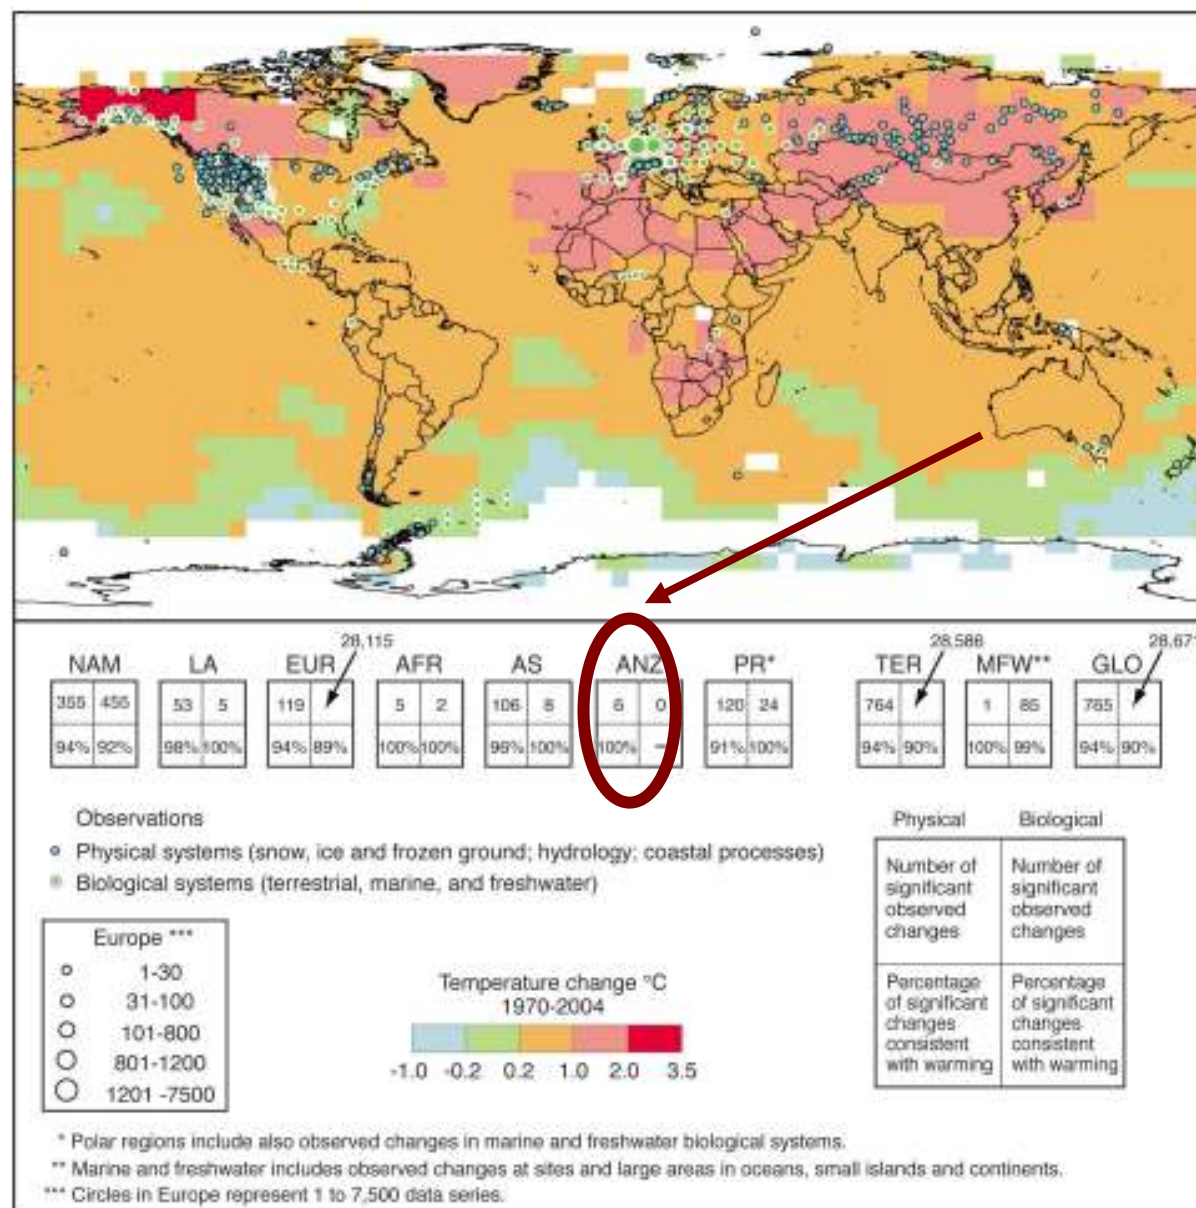 28,115 28,586 28,671
NAM LA EUR AFR AS ANZ PR* TER MFW** GLO
355 455 53 5 119 5 2 106 8 6 0 120 24 764 1 85 765
94% 92% 98% 100% 94% 89% 100% 100% 96% 100% 100% – 91% 100% 94% 90% 100% 99% 94% 90%
Observations
Physical systems (snow, ice and frozen ground; hydrology; coastal processes)
Biological systems (terrestrial, marine, and freshwater)
Europe ***
1-30
31-100
101-800
801-1200
1201 -7500
Temperature change °C
1970-2004
-1.0 -0.2 0.2 1.0 2.0 3.5
Physical Biological
Number of significant observed changes
Number of significant observed changes
Percentage of significant changes consistent with warming
Percentage of significant changes consistent with warming
* Polar regions include also observed changes in marine and freshwater biological systems.
** Marine and freshwater includes observed changes at sites and large areas in oceans, small islands and continents.
*** Circles in Europe represent 1 to 7,500 data series.